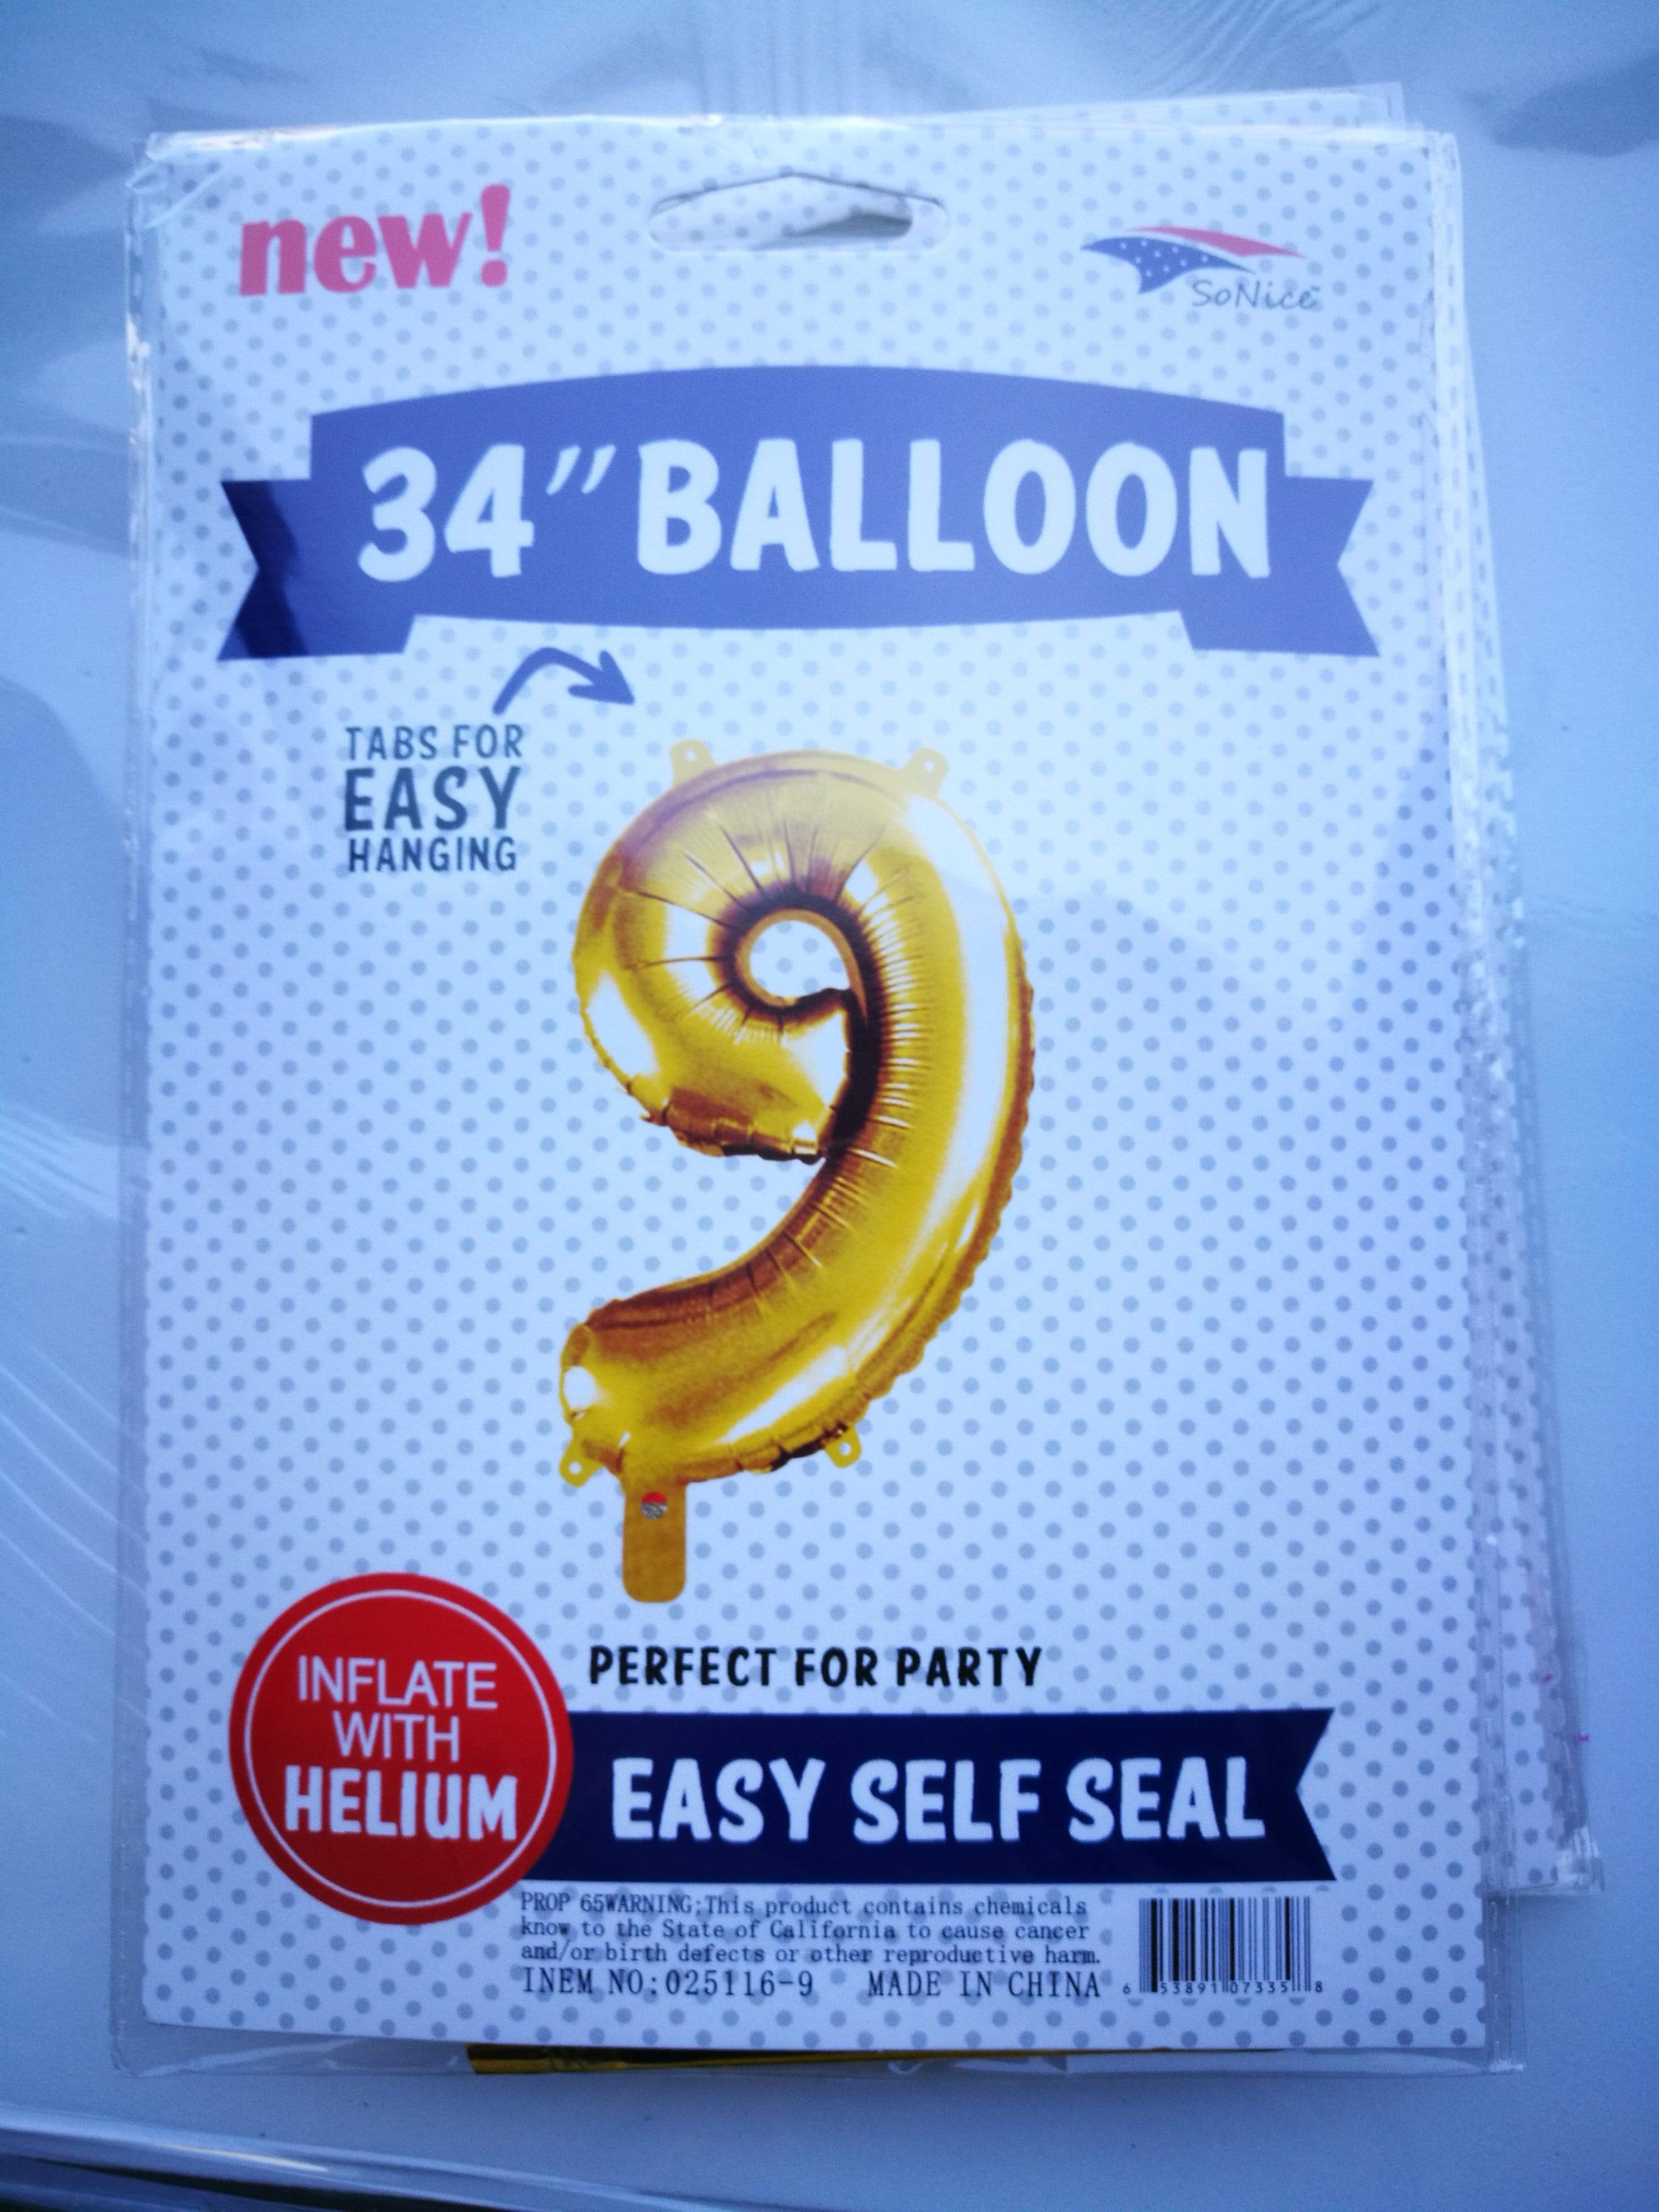 new!
SoNice™
34" BALLOON
TABS FOR
EASY
HANGING
INFLATE
WITH
HELIUM
PERFECT FOR PARTY
EASY SELF SEAL
PROP 65WARNING:This product contains chemicals
know to the State of California to cause cancer
and/or birth defects or other reproductive harm.
INEM NO:025116-9 MADE IN CHINA
6 53891 07335 8